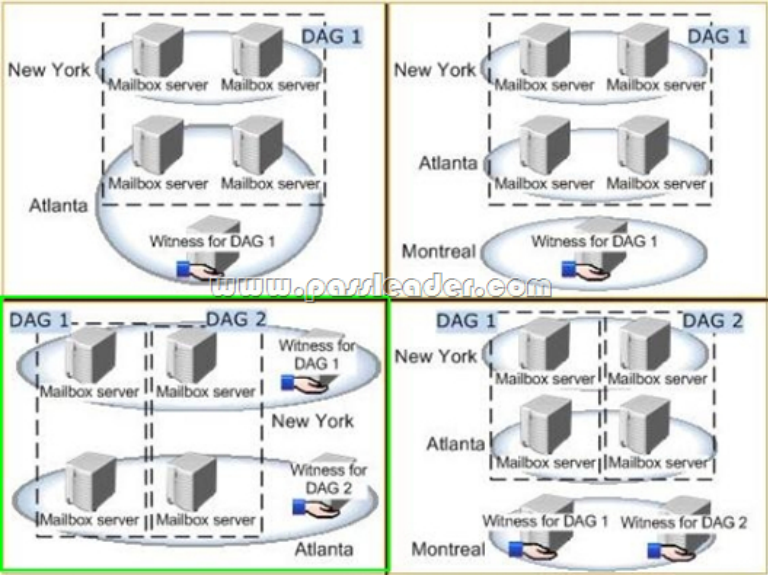 DAG 1
New York
Mailbox server Mailbox server
Mailbox server Mailbox server
Atlanta
Witness for DAG 1
DAG 1
New York
Mailbox server Mailbox server
Atlanta
Mailbox server Mailbox server
Montreal
Witness for DAG 1
www.passleader.com
DAG 1 DAG 2
Witness for
DAG 1
Mailbox server Mailbox server
New York
Witness for
DAG 2
Mailbox server Mailbox server
Atlanta
DAG 1 DAG 2
New York
Mailbox server Mailbox server
Atlanta
Mailbox server Mailbox server
Witness for DAG 1 Witness for DAG 2
Montreal